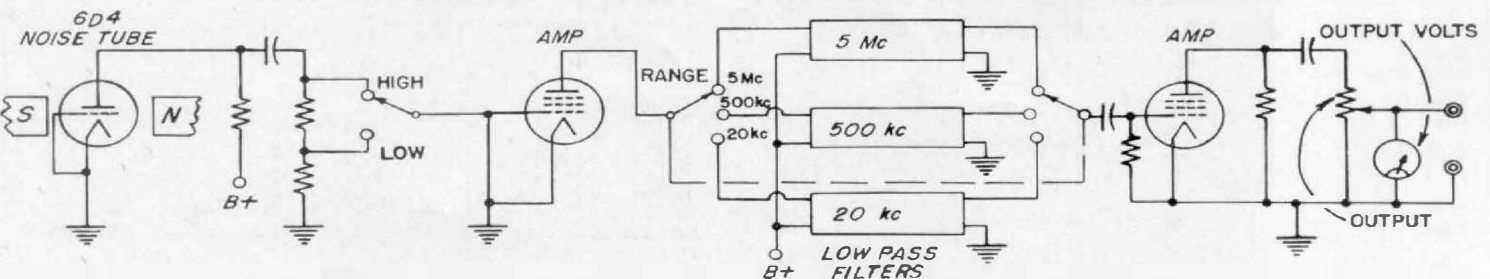 6D4
NOISE TUBE
S
N
B+
HIGH
LOW
AMP
RANGE
5Mc
500kc
20kc
5 Mc
500 kc
20 kc
B+
LOW PASS
FILTERS
AMP
OUTPUT VOLTS
OUTPUT